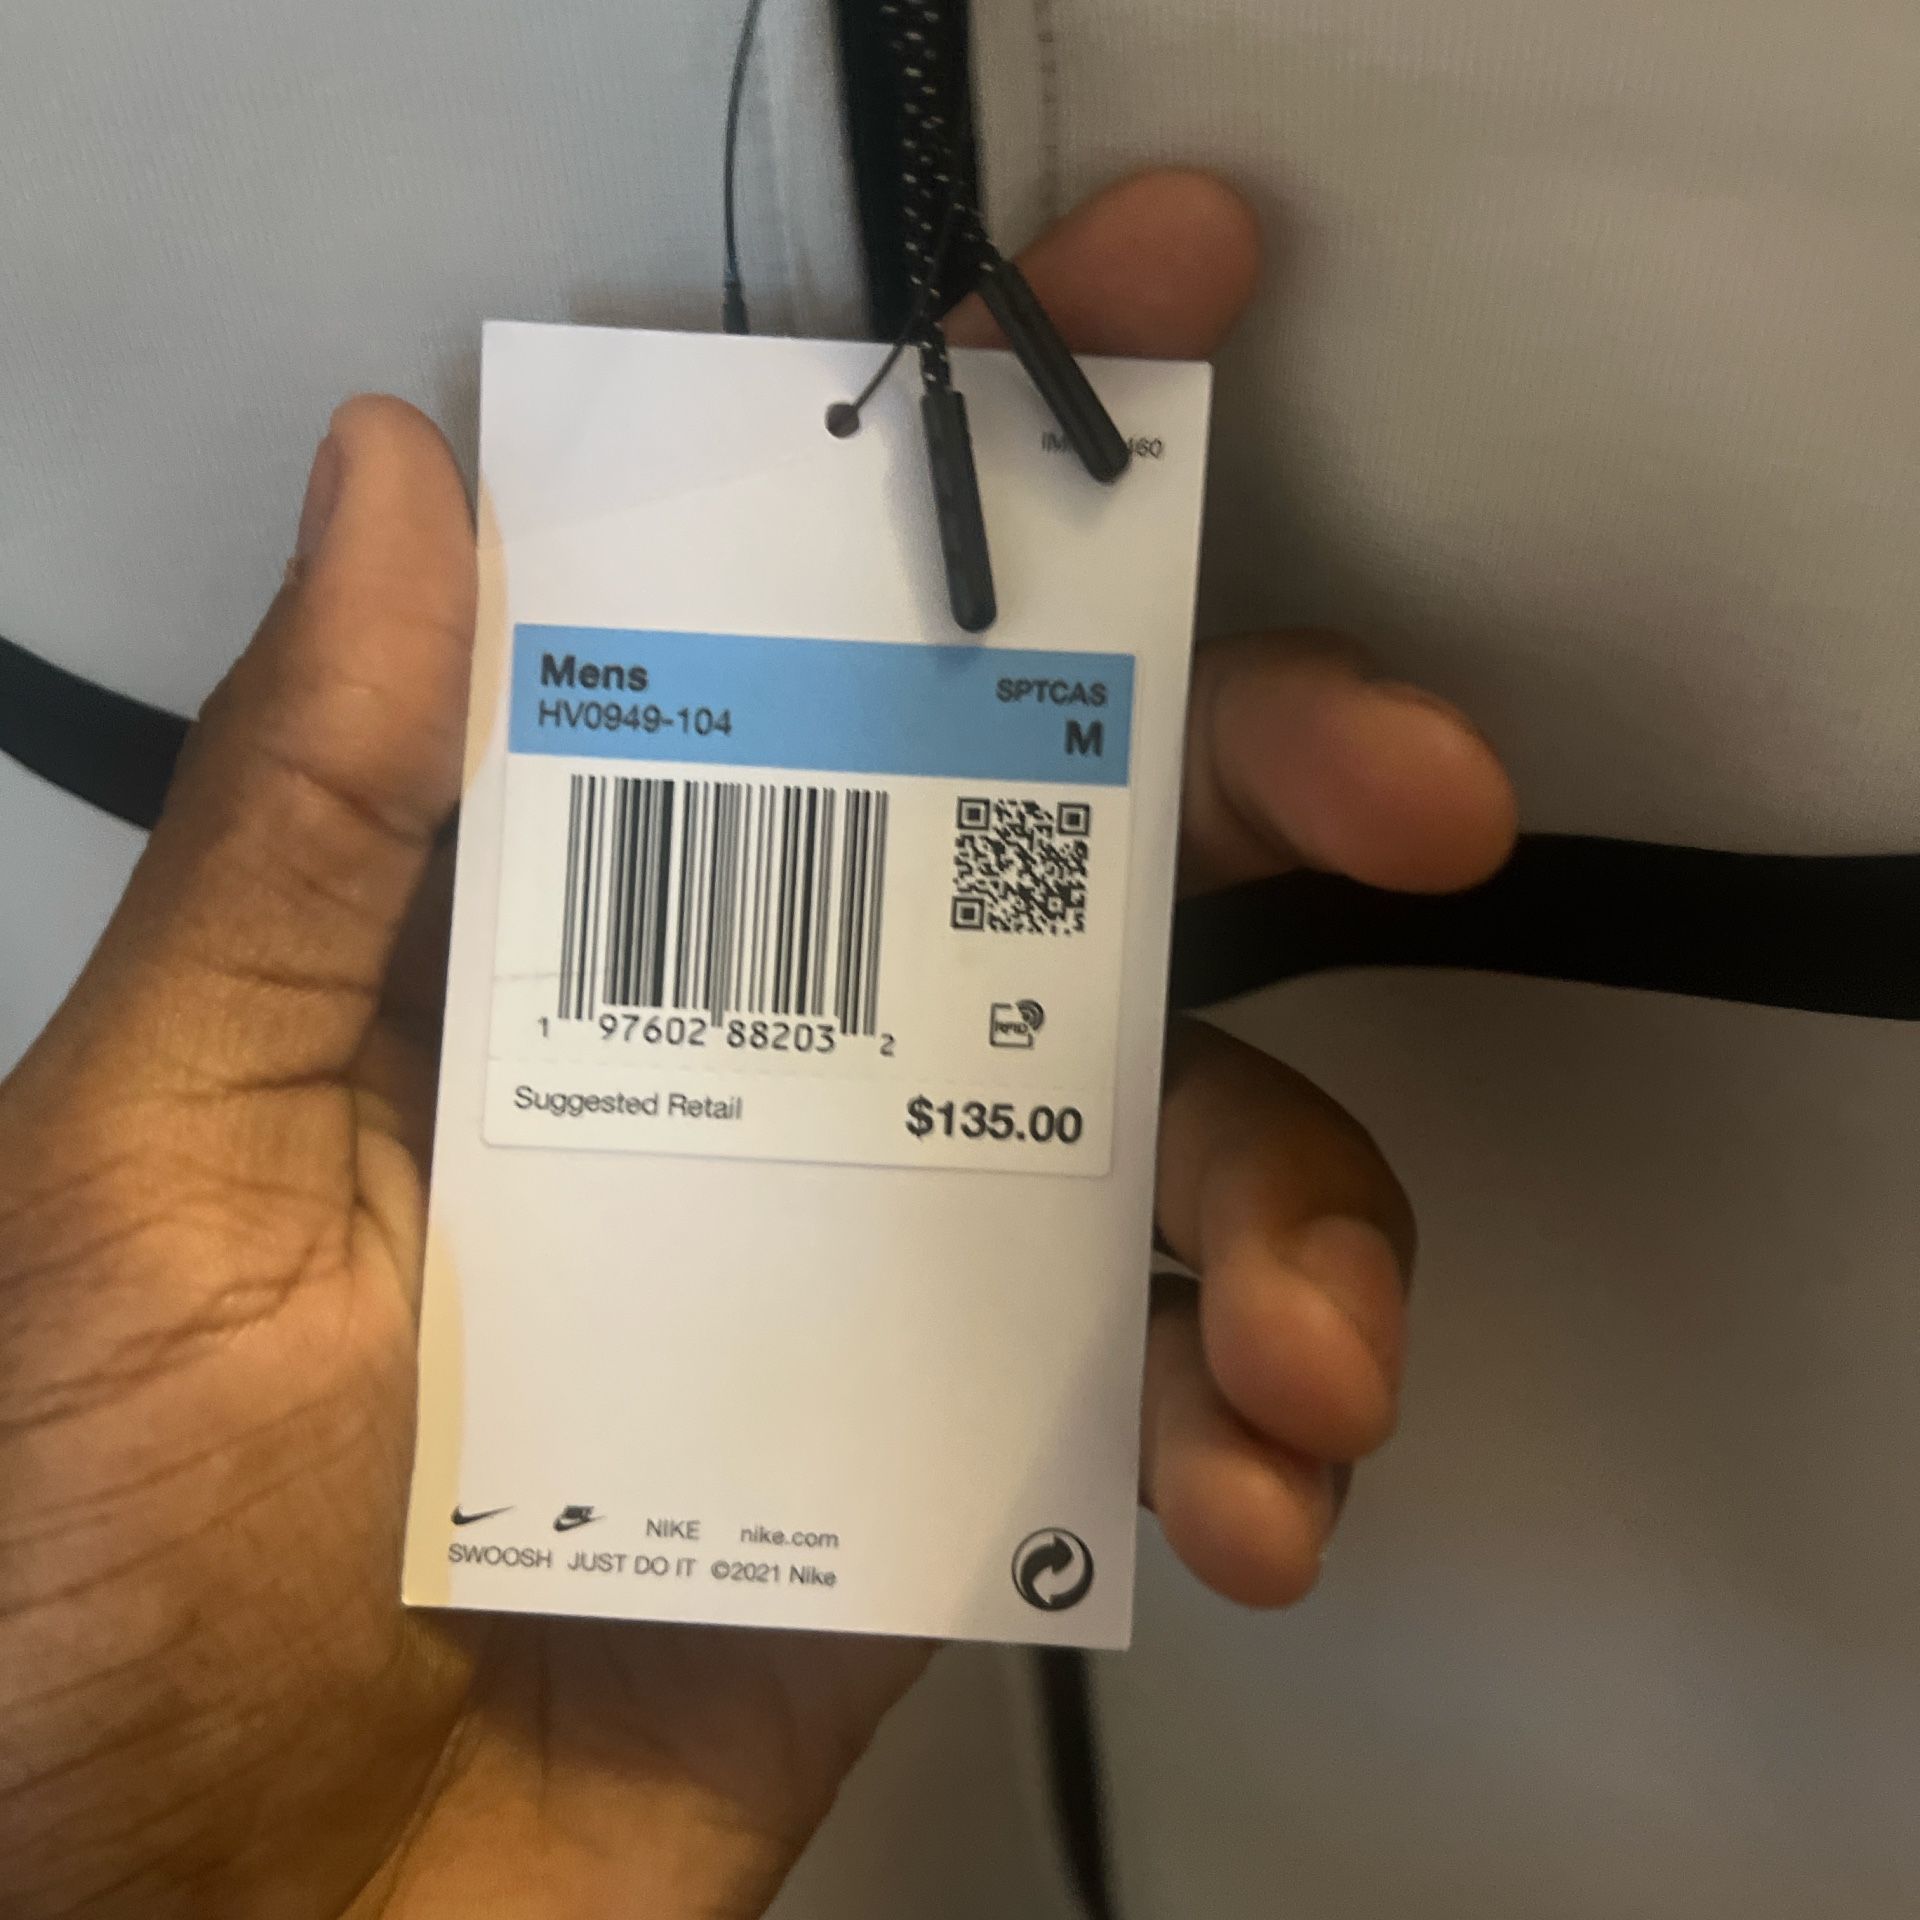 Mens
SPTCAS
HV0949-104
M
1 97602 88203 2
RFID
Suggested Retail
$135.00
NIKE nike.com
SWOOSH JUST DO IT ©2021 Nike